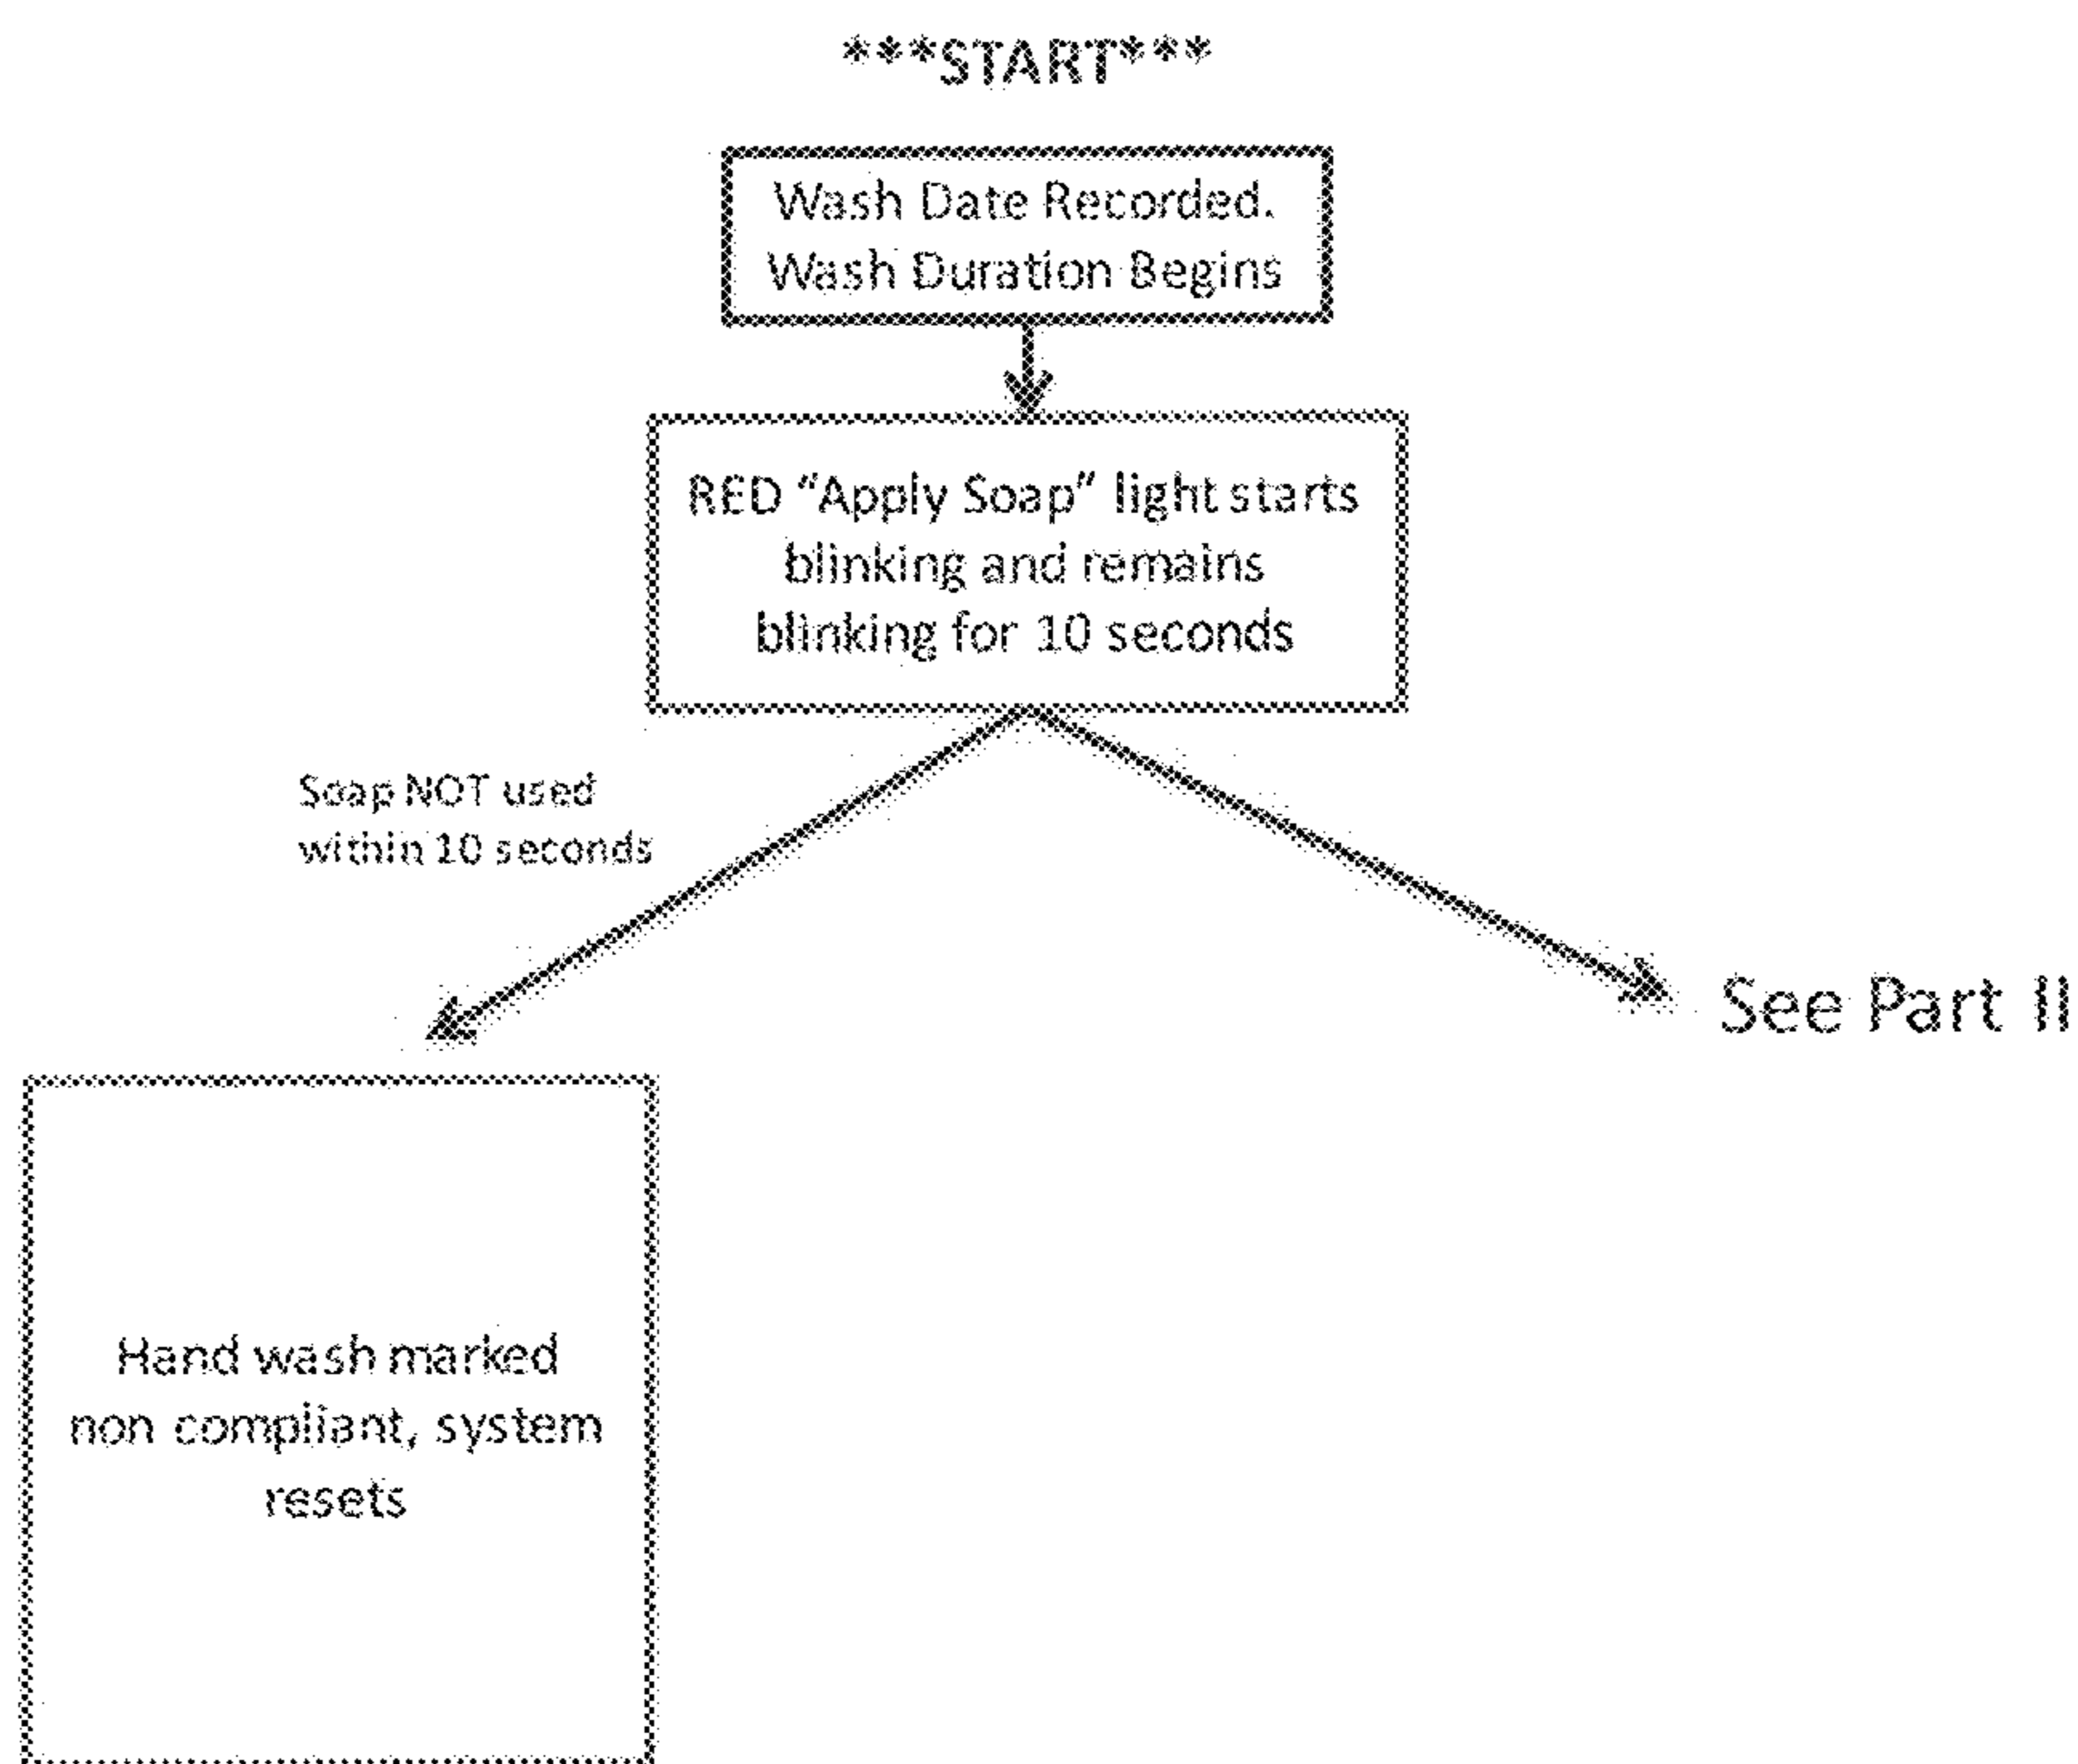 ***START***
Wash Date Recorded.
Wash Duration Begins
RED “Apply Soap” light starts
blinking and remains
blinking for 10 seconds
Soap NOT used
within 10 seconds
See Part II
Hand wash marked
non compliant, system
resets